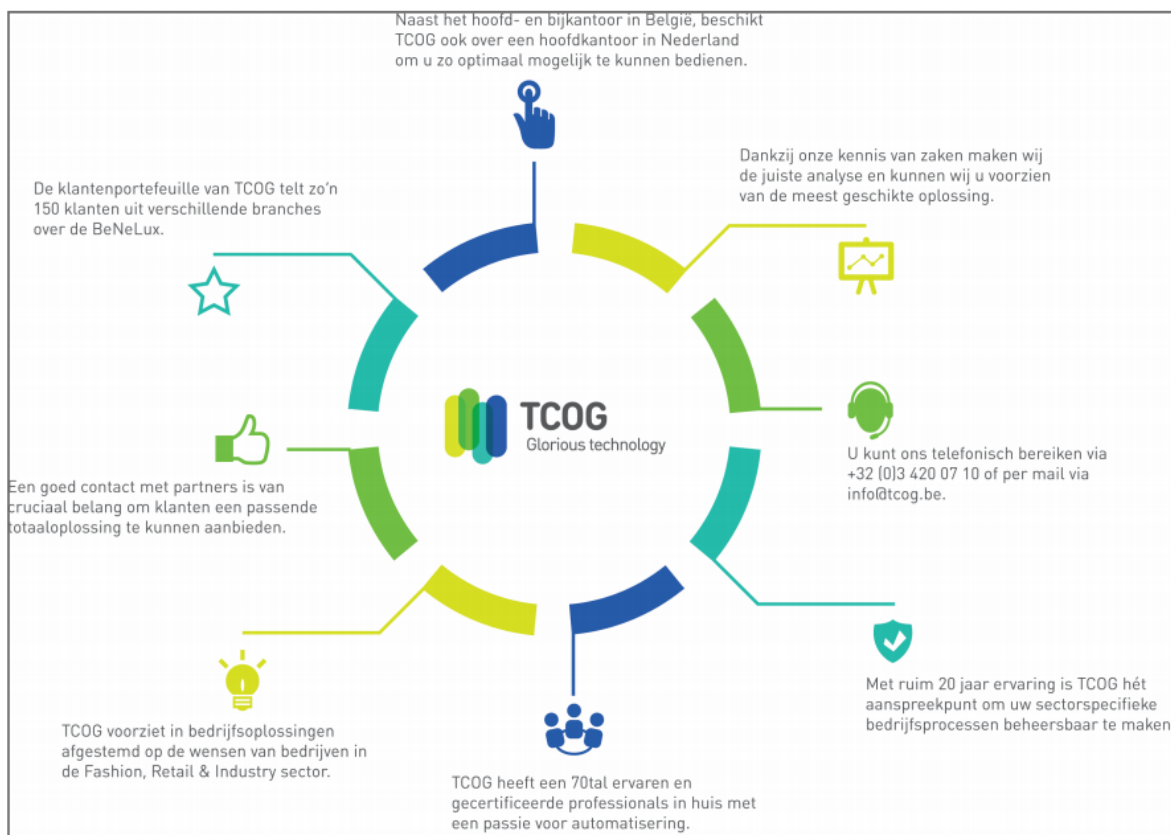 Naast het hoofd- en bijkantoor in België, beschikt
TCOG ook over een hoofdkantoor in Nederland
om u zo optimaal mogelijk te kunnen bedienen.
Dankzij onze kennis van zaken maken wij
de juiste analyse en kunnen wij u voorzien
van de meest geschikte oplossing.
De klantenportefeuille van TCOG telt zo'n
150 klanten uit verschillende branches
over de BeNeLux.
TCOG
Glorious technology
U kunt ons telefonisch bereiken via
+32 (0)3 420 07 10 of per mail via
info@tcog.be.
Een goed contact met partners is van
cruciaal belang om klanten een passende
totaaloplossing te kunnen aanbieden.
Met ruim 20 jaar ervaring is TCOG hét
aanspreekpunt om uw sectorspecifieke
bedrijfsprocessen beheersbaar te maken
TCOG voorziet in bedrijfsoplossingen
afgestemd op de wensen van bedrijven in
de Fashion, Retail & Industry sector.
TCOG heeft een 70tal ervaren en
gecertificeerde professionals in huis met
een passie voor automatisering.